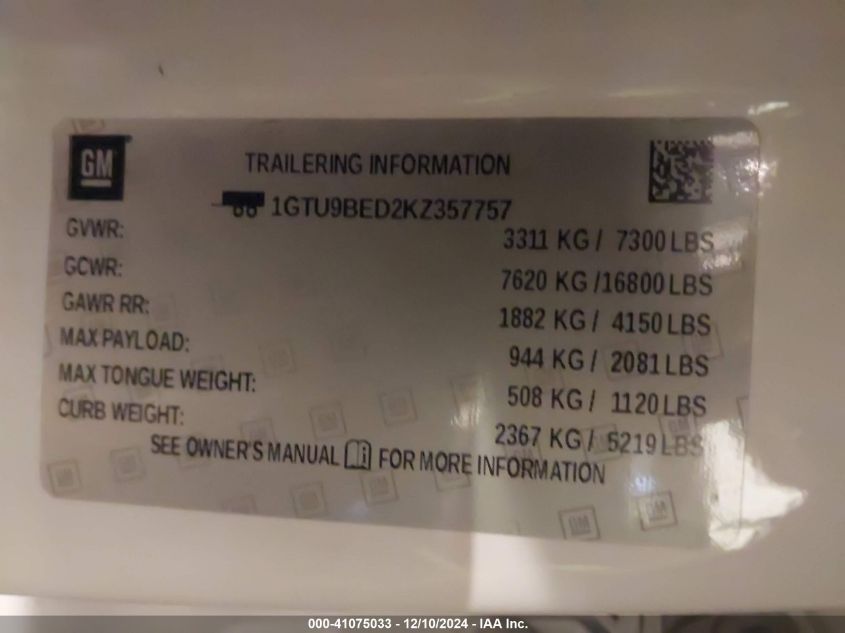 GM
TRAILERING INFORMATION
1GTU9BED2KZ357757
GVWR: 3311 KG / 7300 LBS
GCWR: 7620 KG /16800 LBS
GAWR RR: 1882 KG / 4150 LBS
MAX PAYLOAD: 944 KG / 2081 LBS
MAX TONGUE WEIGHT: 508 KG / 1120 LBS
CURB WEIGHT: 2367 KG / 5219 LBS
SEE OWNER'S MANUAL FOR MORE INFORMATION
000-41075033 - 12/10/2024 - IAA Inc.